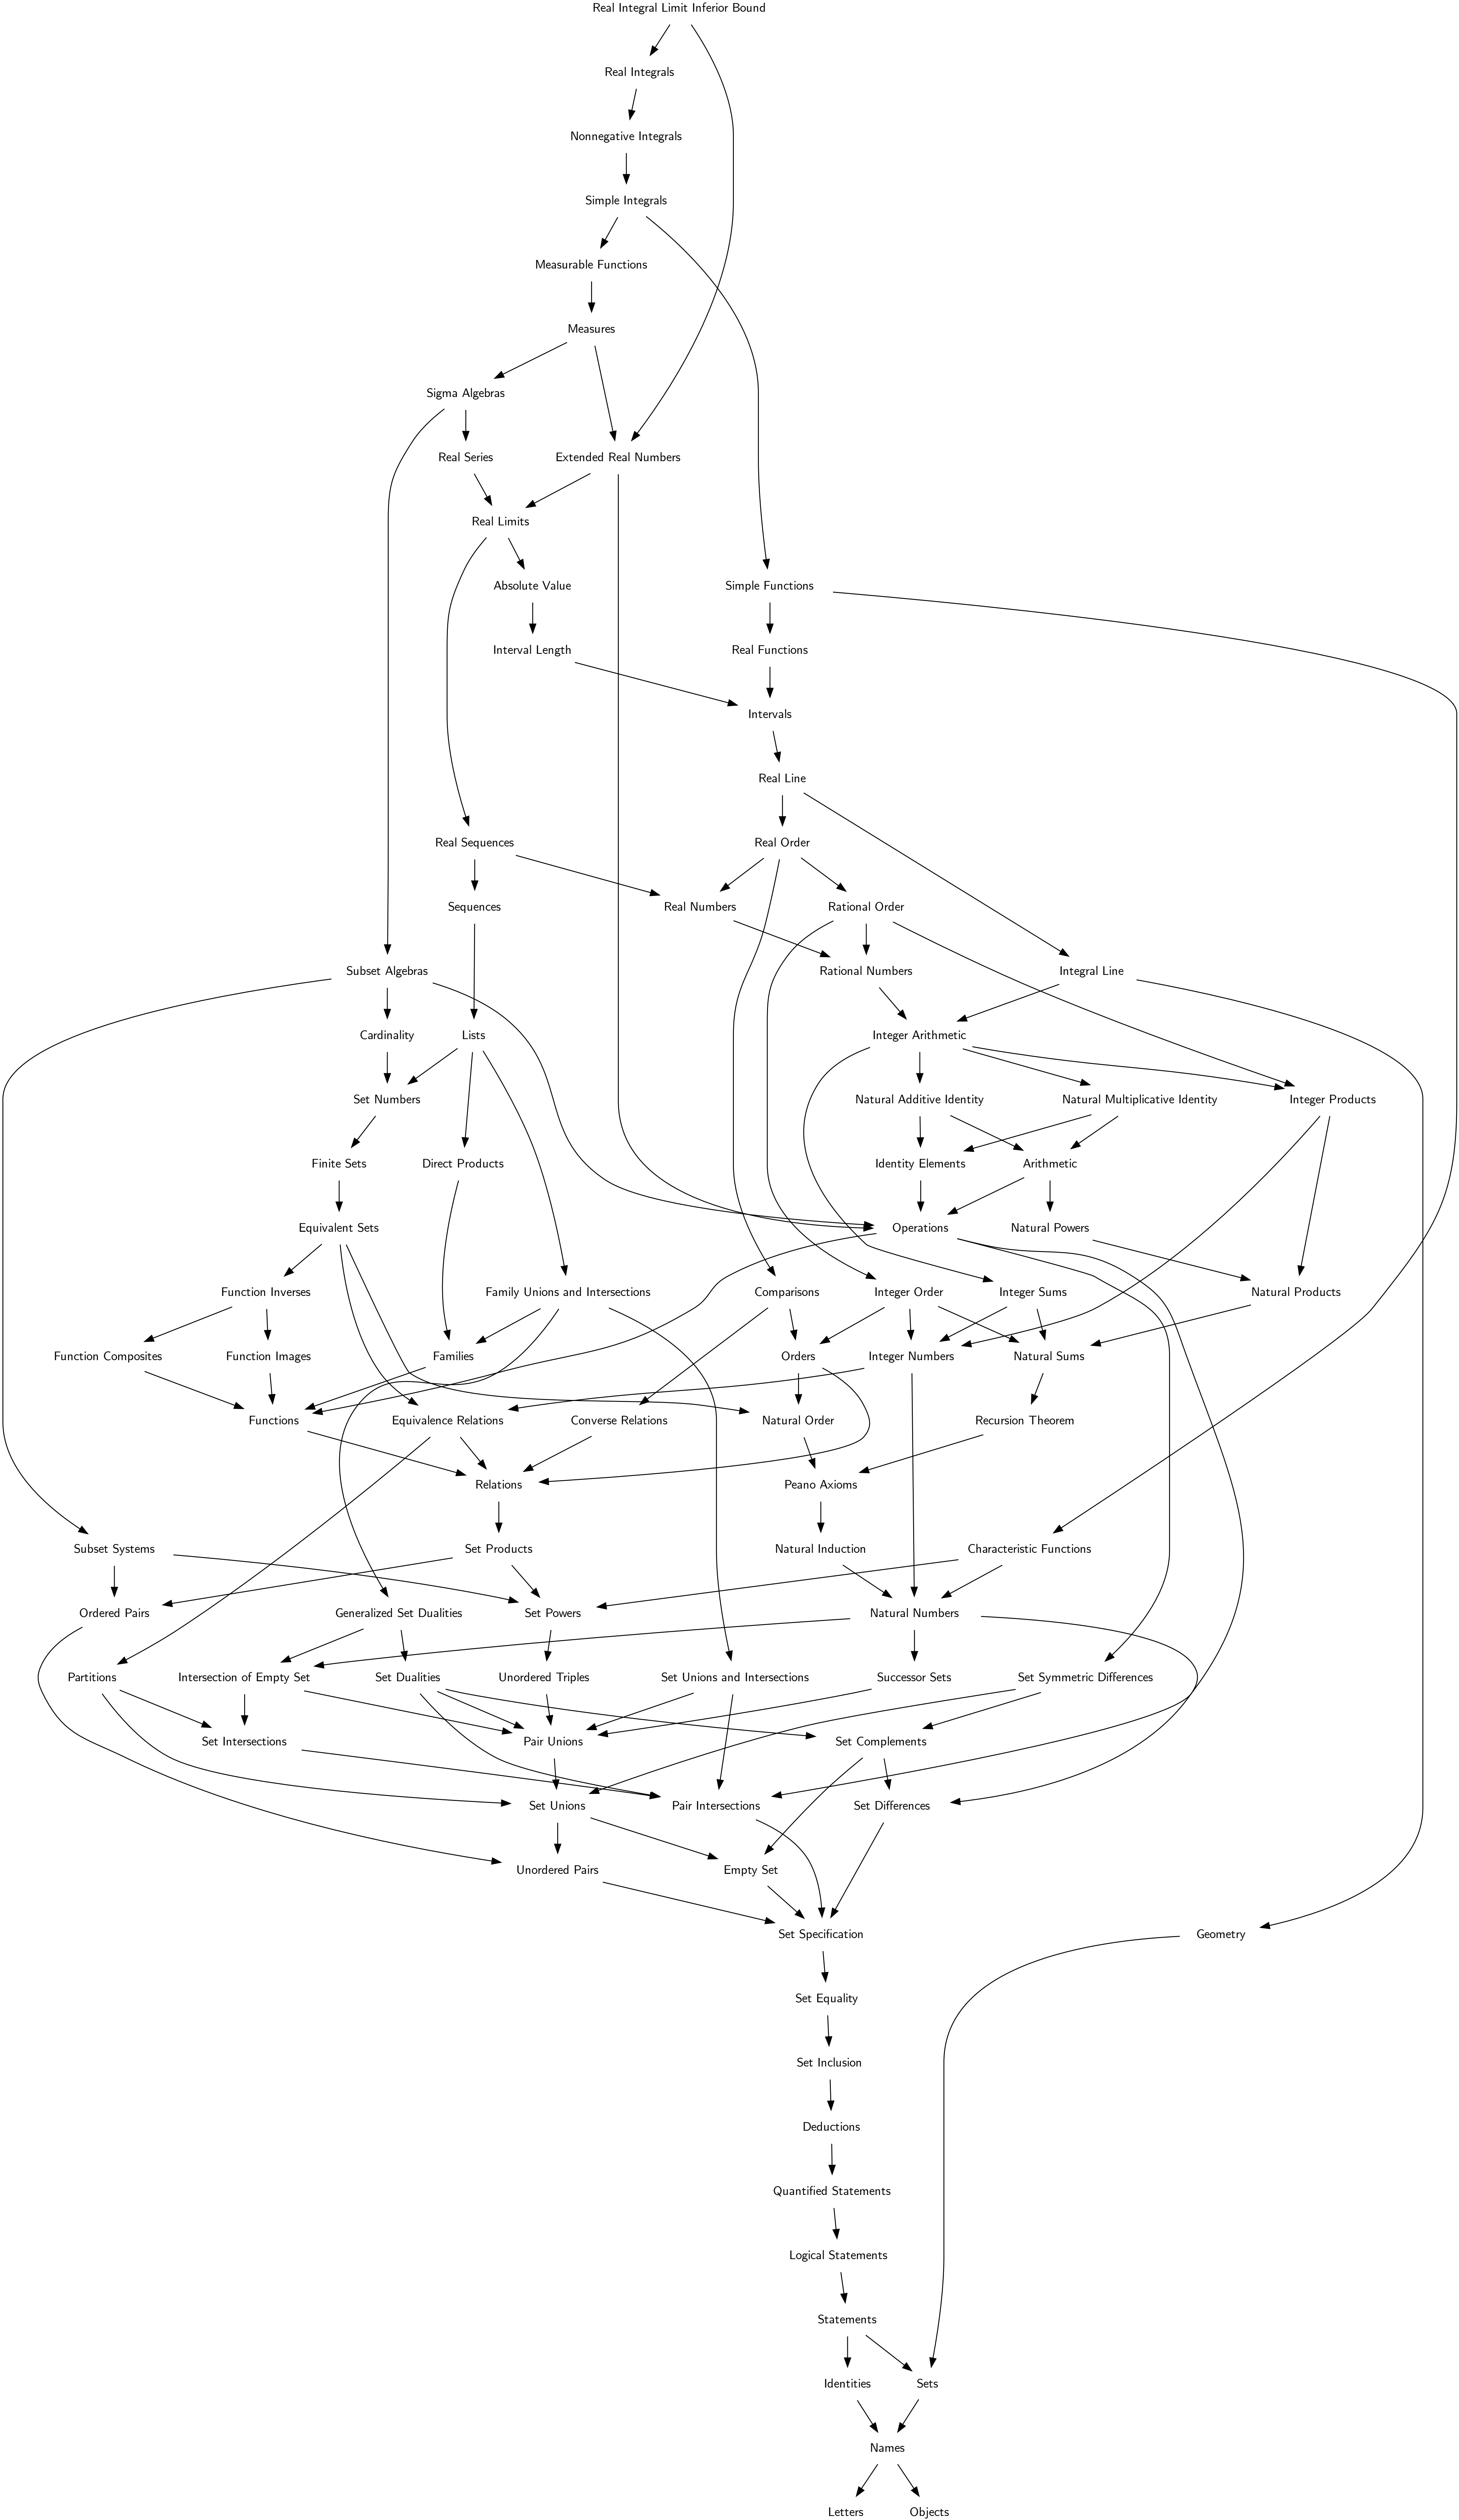 Real Integral Limit Inferior Bound
Real Integrals
Nonnegative Integrals
Simple Integrals
Measurable Functions
Measures
Sigma Algebras
Real Series
Extended Real Numbers
Real Limits
Absolute Value
Simple Functions
Interval Length
Real Functions
Intervals
Real Line
Real Sequences
Real Order
Sequences
Real Numbers
Rational Order
Subset Algebras
Rational Numbers
Integral Line
Cardinality
Lists
Integer Arithmetic
Set Numbers
Natural Additive Identity
Natural Multiplicative Identity
Integer Products
Finite Sets
Direct Products
Identity Elements
Arithmetic
Equivalent Sets
Operations
Natural Powers
Function Inverses
Family Unions and Intersections
Comparisons
Integer Order
Integer Sums
Natural Products
Function Composites
Function Images
Families
Orders
Integer Numbers
Natural Sums
Functions
Equivalence Relations
Converse Relations
Natural Order
Recursion Theorem
Relations
Peano Axioms
Subset Systems
Set Products
Natural Induction
Characteristic Functions
Ordered Pairs
Generalized Set Dualities
Set Powers
Natural Numbers
Partitions
Intersection of Empty Set
Set Dualities
Unordered Triples
Set Unions and Intersections
Successor Sets
Set Symmetric Differences
Set Intersections
Pair Unions
Set Complements
Set Unions
Pair Intersections
Set Differences
Unordered Pairs
Empty Set
Set Specification
Geometry
Set Equality
Set Inclusion
Deductions
Quantified Statements
Logical Statements
Statements
Identities
Sets
Names
Letters
Objects